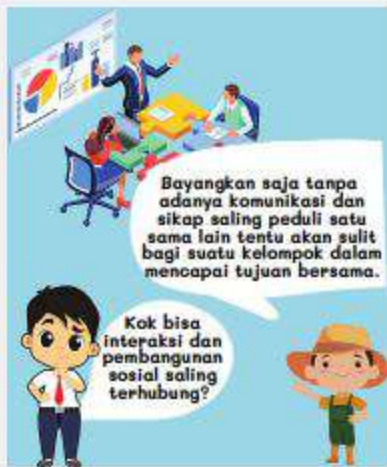 Bayangkan saja tanpa
adanya komunikasi dan
sikap saling peduli satu
sama lain tentu akan sulit
bagi suatu kelompok dalam
mencapai tujuan bersama.
Kok bisa
interaksi dan
pembangunan
sosial saling
terhubung?